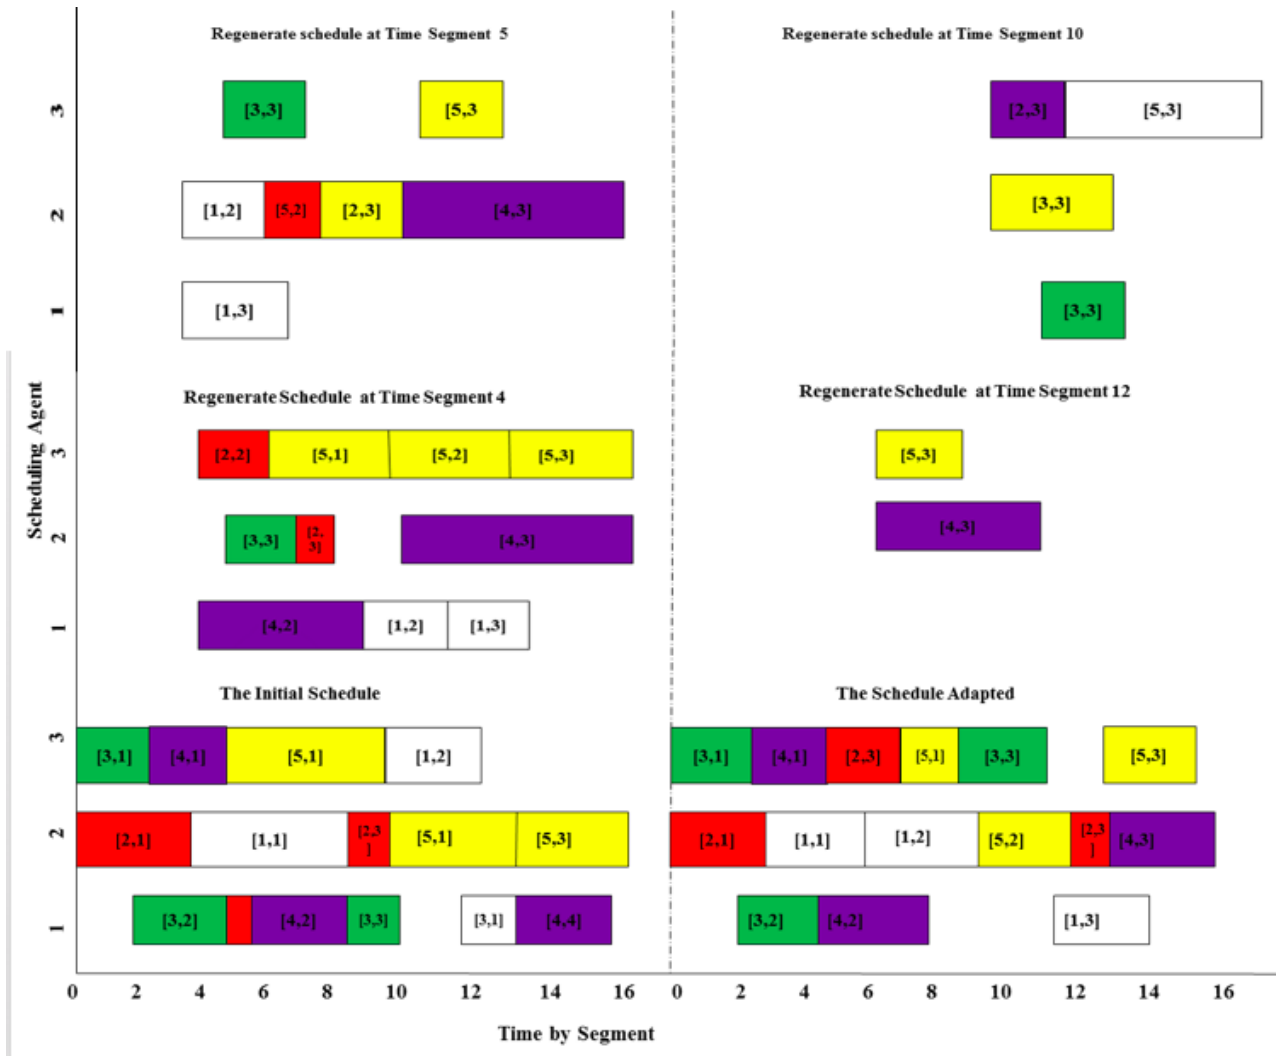 Regenerate schedule at Time Segment 5
3
[3,3] [5,3
2
[1,2] [5,2] [2,3] [4,3]
1
[1,3]
Regenerate schedule at Time Segment 10
[2,3] [5,3]
[3,3]
[3,3]
Scheduling Agent
Regenerate Schedule at Time Segment 4
3
[2,2] [5,1] [5,2] [5,3]
2
[3,3] [2,
3] [4,3]
1
[4,2] [1,2] [1,3]
Regenerate Schedule at Time Segment 12
[5,3]
[4,3]
The Initial Schedule
3
[3,1] [4,1] [5,1] [1,2]
2
[2,1] [1,1] [2,3
] [5,1] [5,3]
1
[3,2] [4,2] [3,3] [3,1] [4,4]
The Schedule Adapted
[3,1] [4,1] [2,3] [5,1] [3,3] [5,3]
[2,1] [1,1] [1,2] [5,2] [2,3
] [4,3]
[3,2] [4,2] [1,3]
0 2 4 6 8 10 12 14 16
0 2 4 6 8 10 12 14 16
Time by Segment